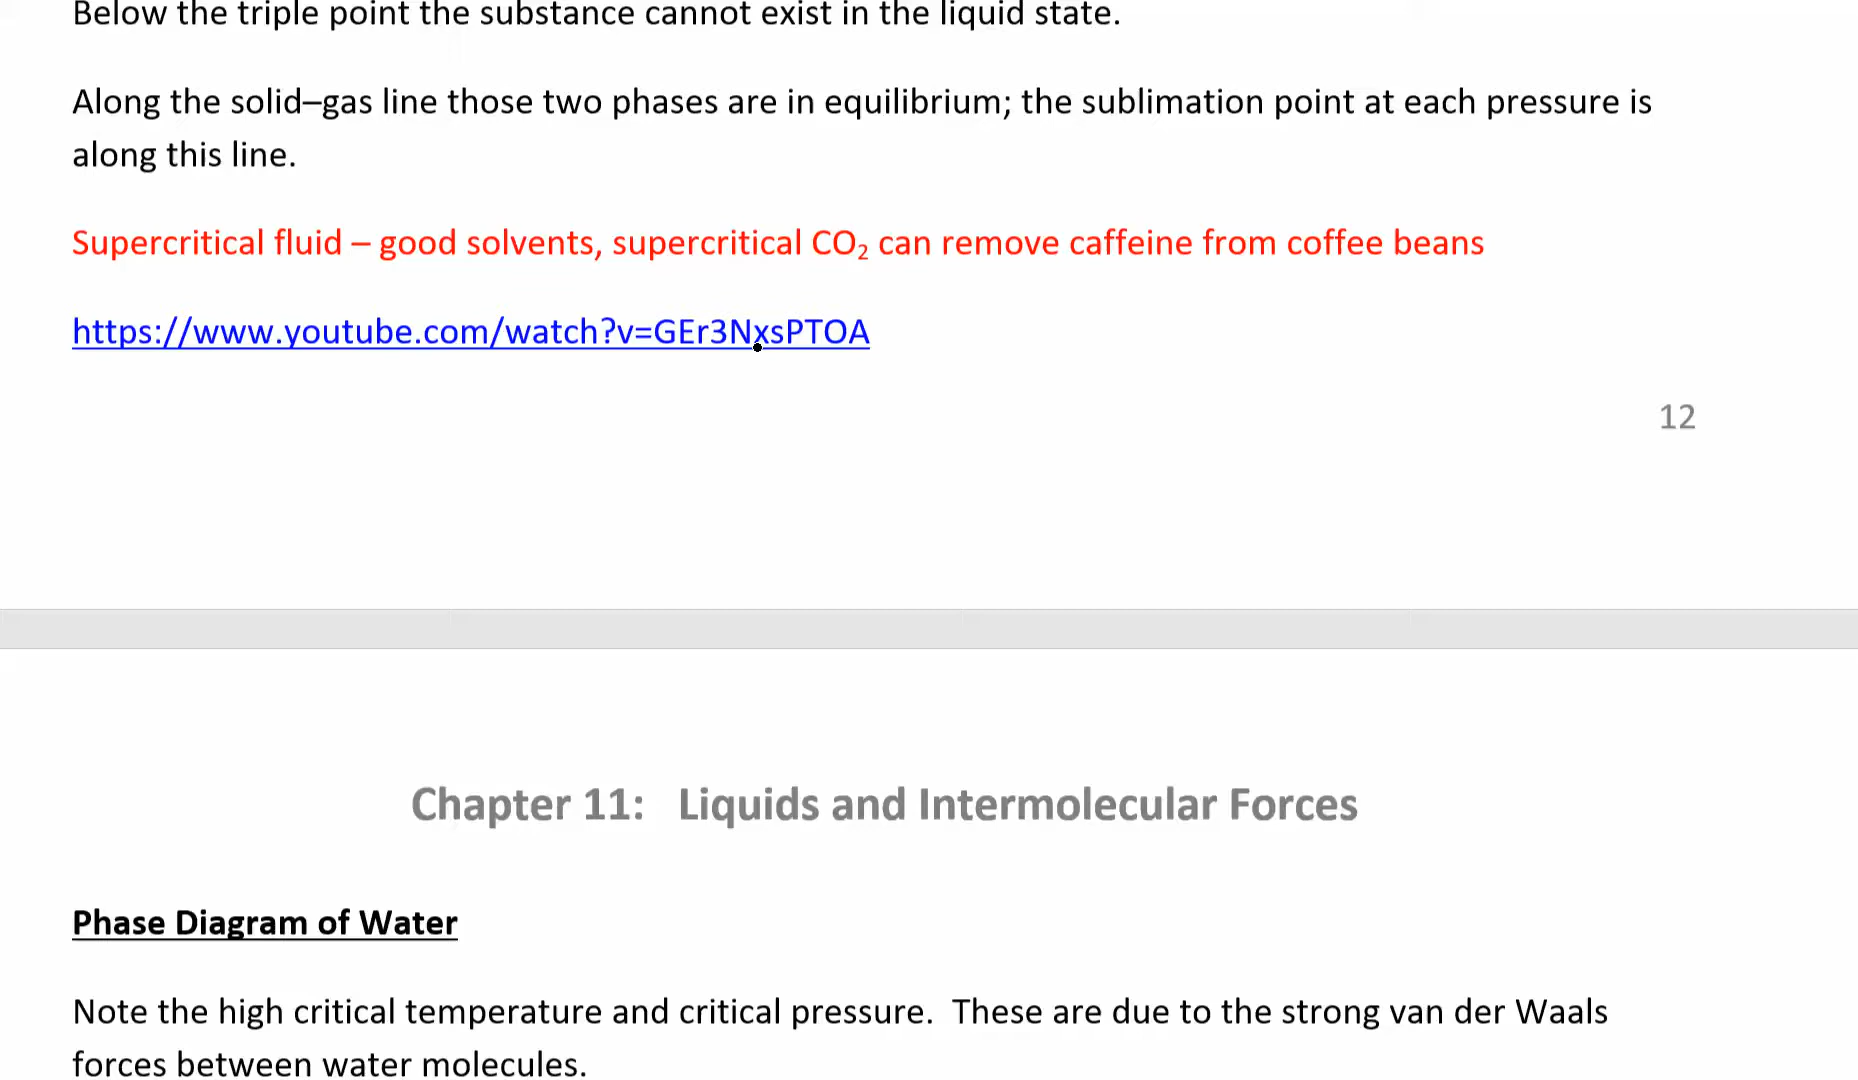 Below the triple point the substance cannot exist in the liquid state.
Along the solid–gas line those two phases are in equilibrium; the sublimation point at each pressure is
along this line.
Supercritical fluid – good solvents, supercritical CO₂ can remove caffeine from coffee beans
https://www.youtube.com/watch?v=GEr3NxsPTOA
12
Chapter 11:   Liquids and Intermolecular Forces
Phase Diagram of Water
Note the high critical temperature and critical pressure.  These are due to the strong van der Waals
forces between water molecules.